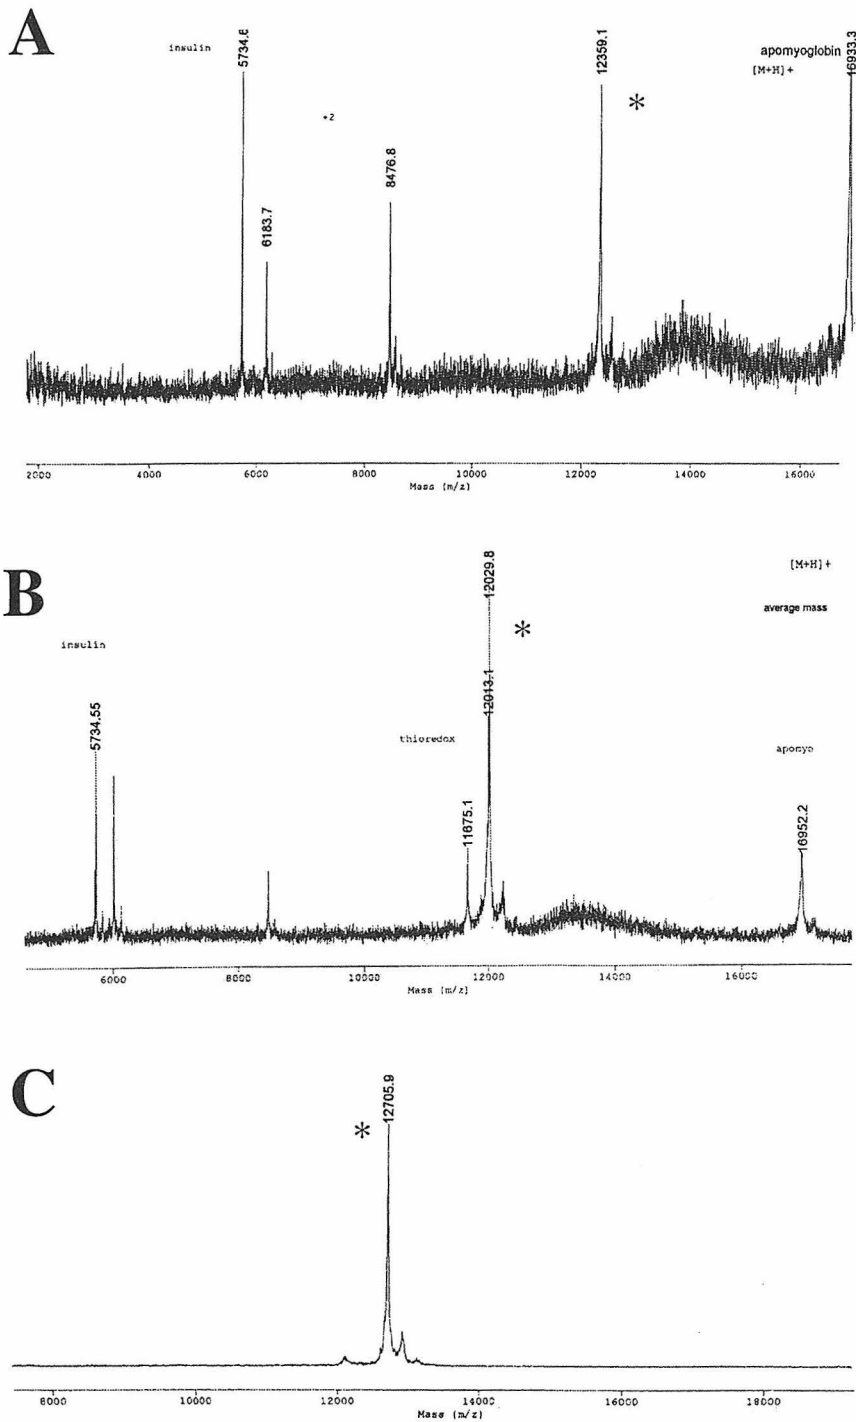 A
insulin
5734.6
+2
6183.7
8476.8
12359.1
*
apomyoglobin
[M+H]+
16933.3
2000 4000 6000 8000 10000 12000 14000 16000
Mass (m/z)
B
insulin
5734.55
thioredox
11675.1
12029.8
12013.1
*
[M+H]+
average mass
apomyo
16952.2
6000 8000 10000 12000 14000 16000
Mass (m/z)
C
*
12705.9
8000 10000 12000 14000 16000 18000
Mass (m/z)